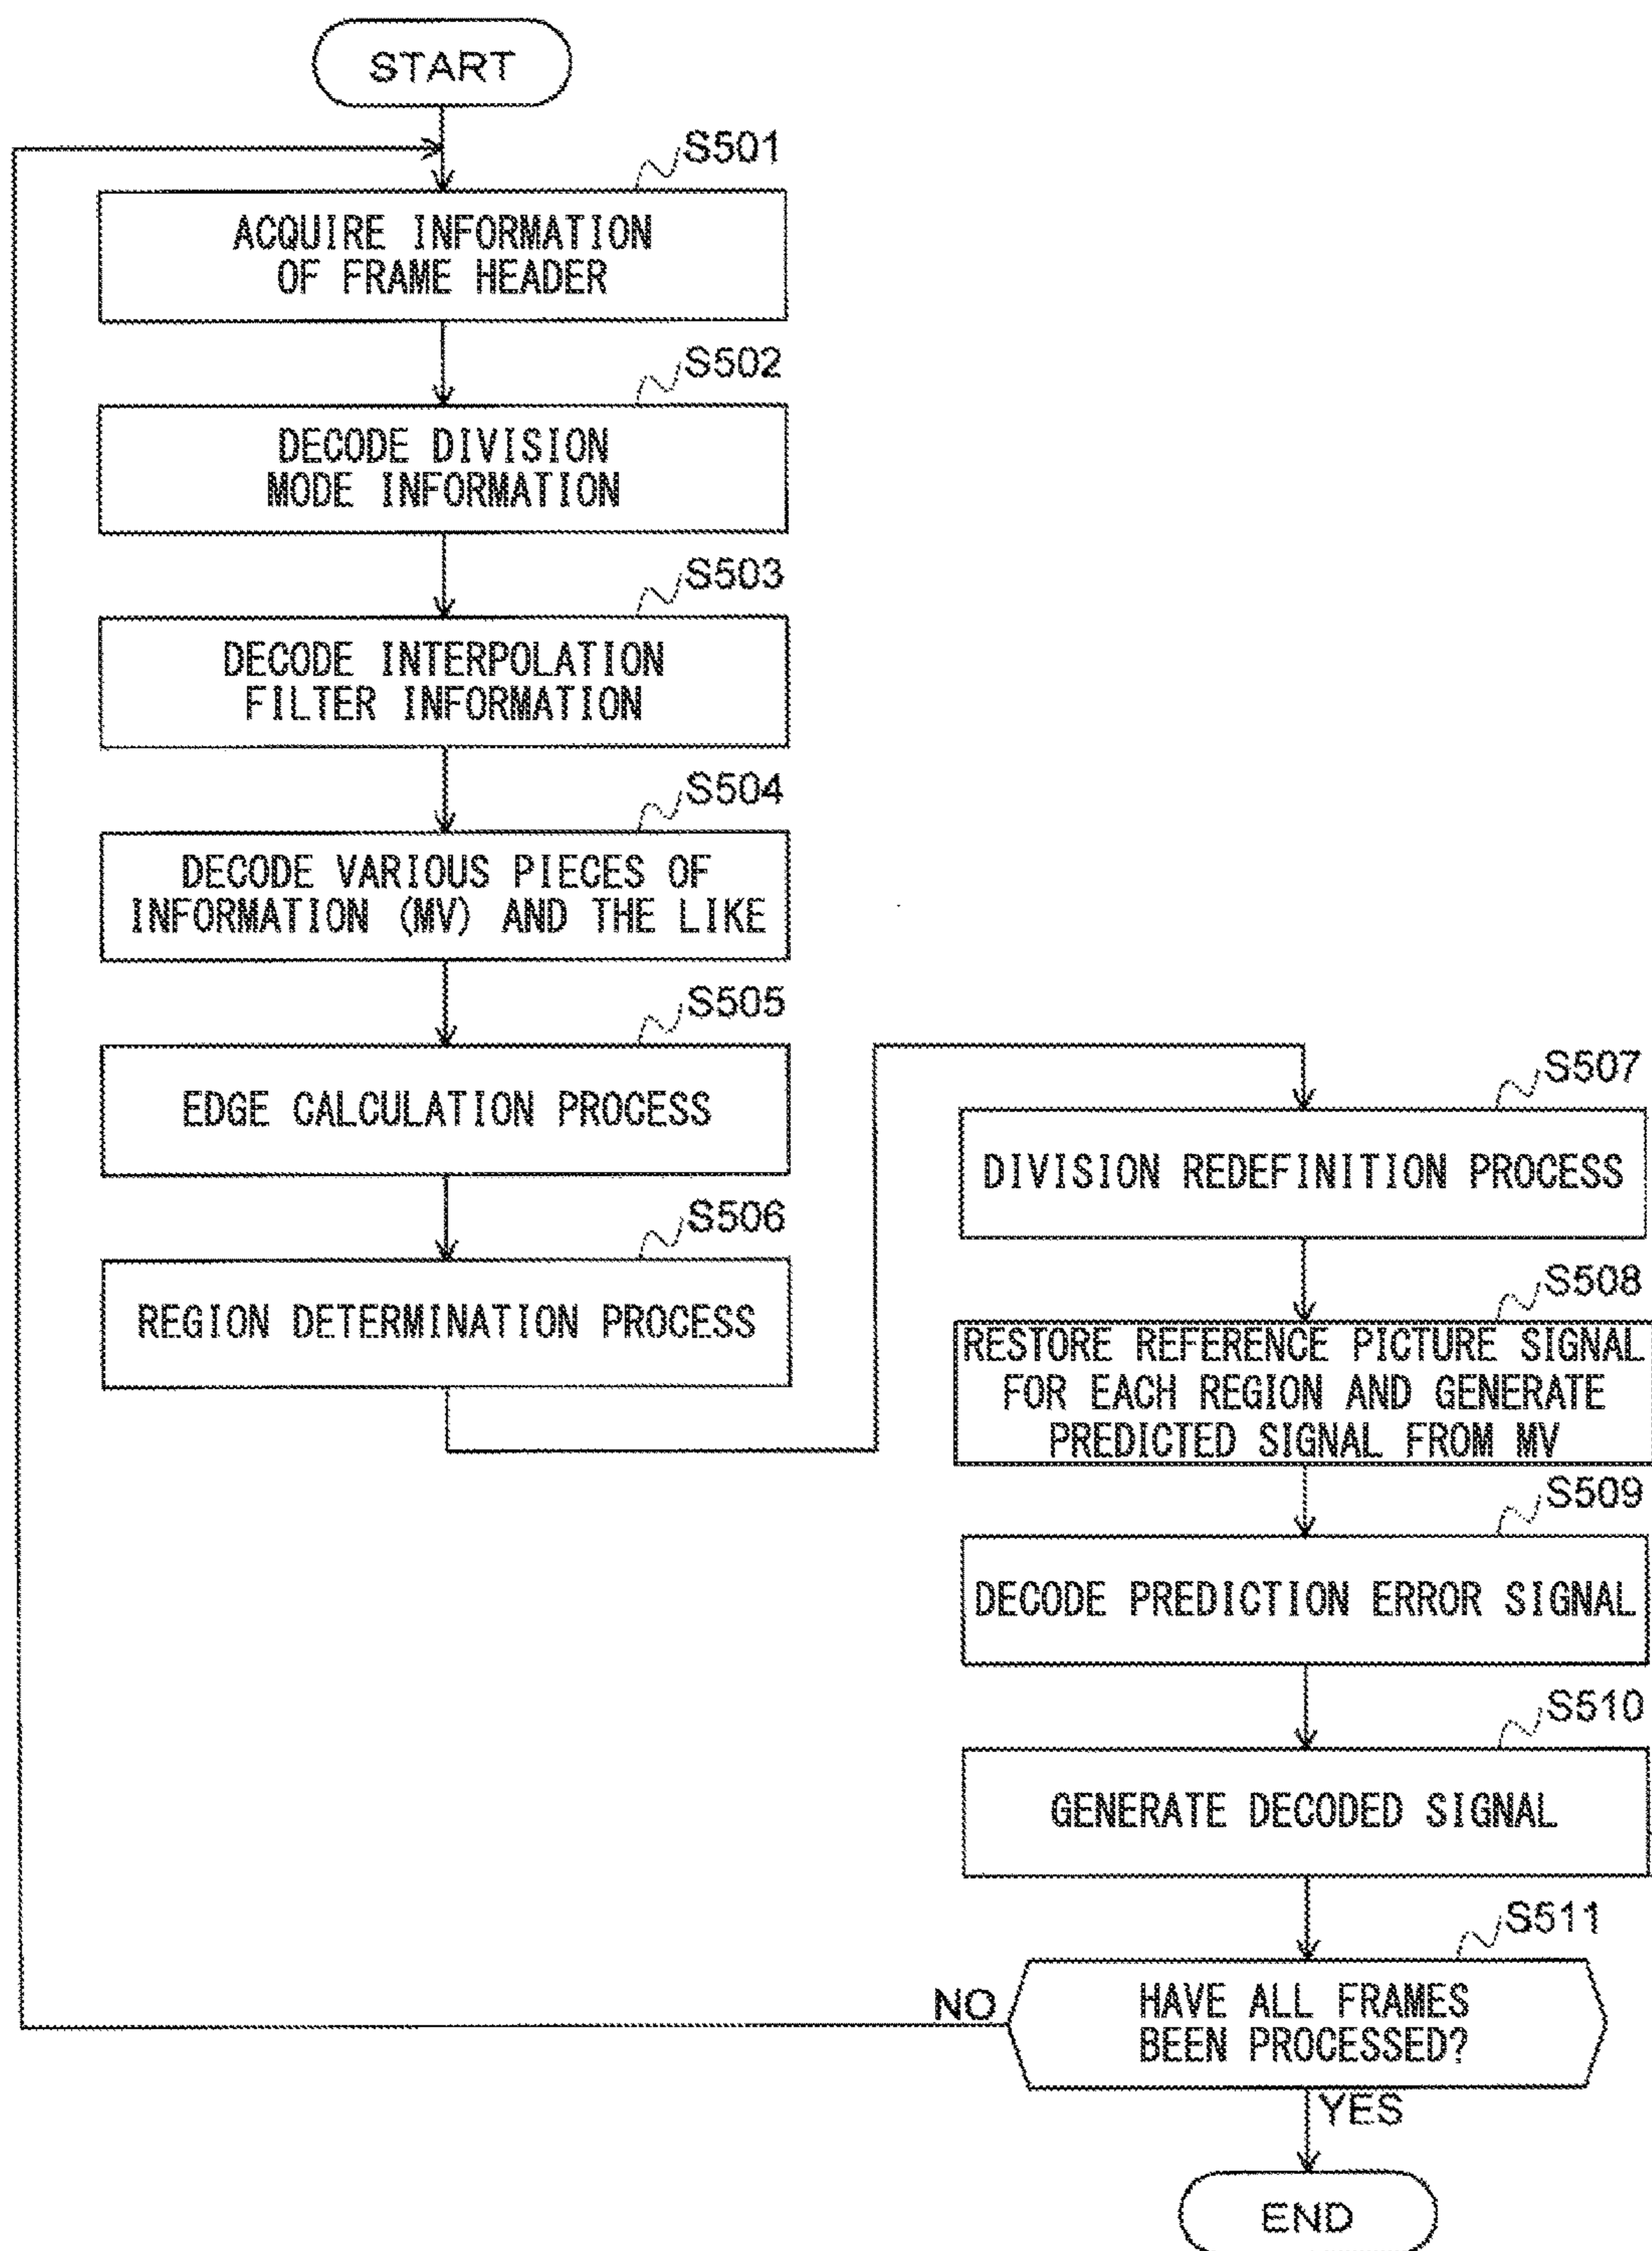 START
S501
ACQUIRE INFORMATION
OF FRAME HEADER
S502
DECODE DIVISION
MODE INFORMATION
S503
DECODE INTERPOLATION
FILTER INFORMATION
S504
DECODE VARIOUS PIECES OF
INFORMATION (MV) AND THE LIKE
S505
EDGE CALCULATION PROCESS
S506
REGION DETERMINATION PROCESS
S507
DIVISION REDEFINITION PROCESS
S508
RESTORE REFERENCE PICTURE SIGNAL
FOR EACH REGION AND GENERATE
PREDICTED SIGNAL FROM MV
S509
DECODE PREDICTION ERROR SIGNAL
S510
GENERATE DECODED SIGNAL
S511
HAVE ALL FRAMES
BEEN PROCESSED?
NO
YES
END